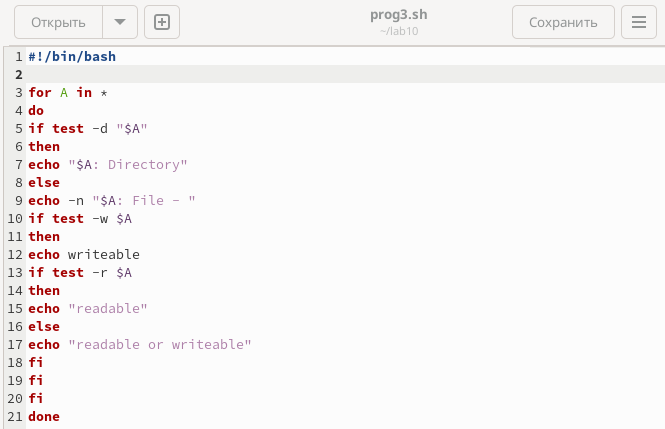 Открыть
prog3.sh
~/lab10
Сохранить
1 #!/bin/bash
2
3 for A in *
4 do
5 if test -d "$A"
6 then
7 echo "$A: Directory"
8 else
9 echo -n "$A: File - "
10 if test -w $A
11 then
12 echo writeable
13 if test -r $A
14 then
15 echo "readable"
16 else
17 echo "readable or writeable"
18 fi
19 fi
20 fi
21 done